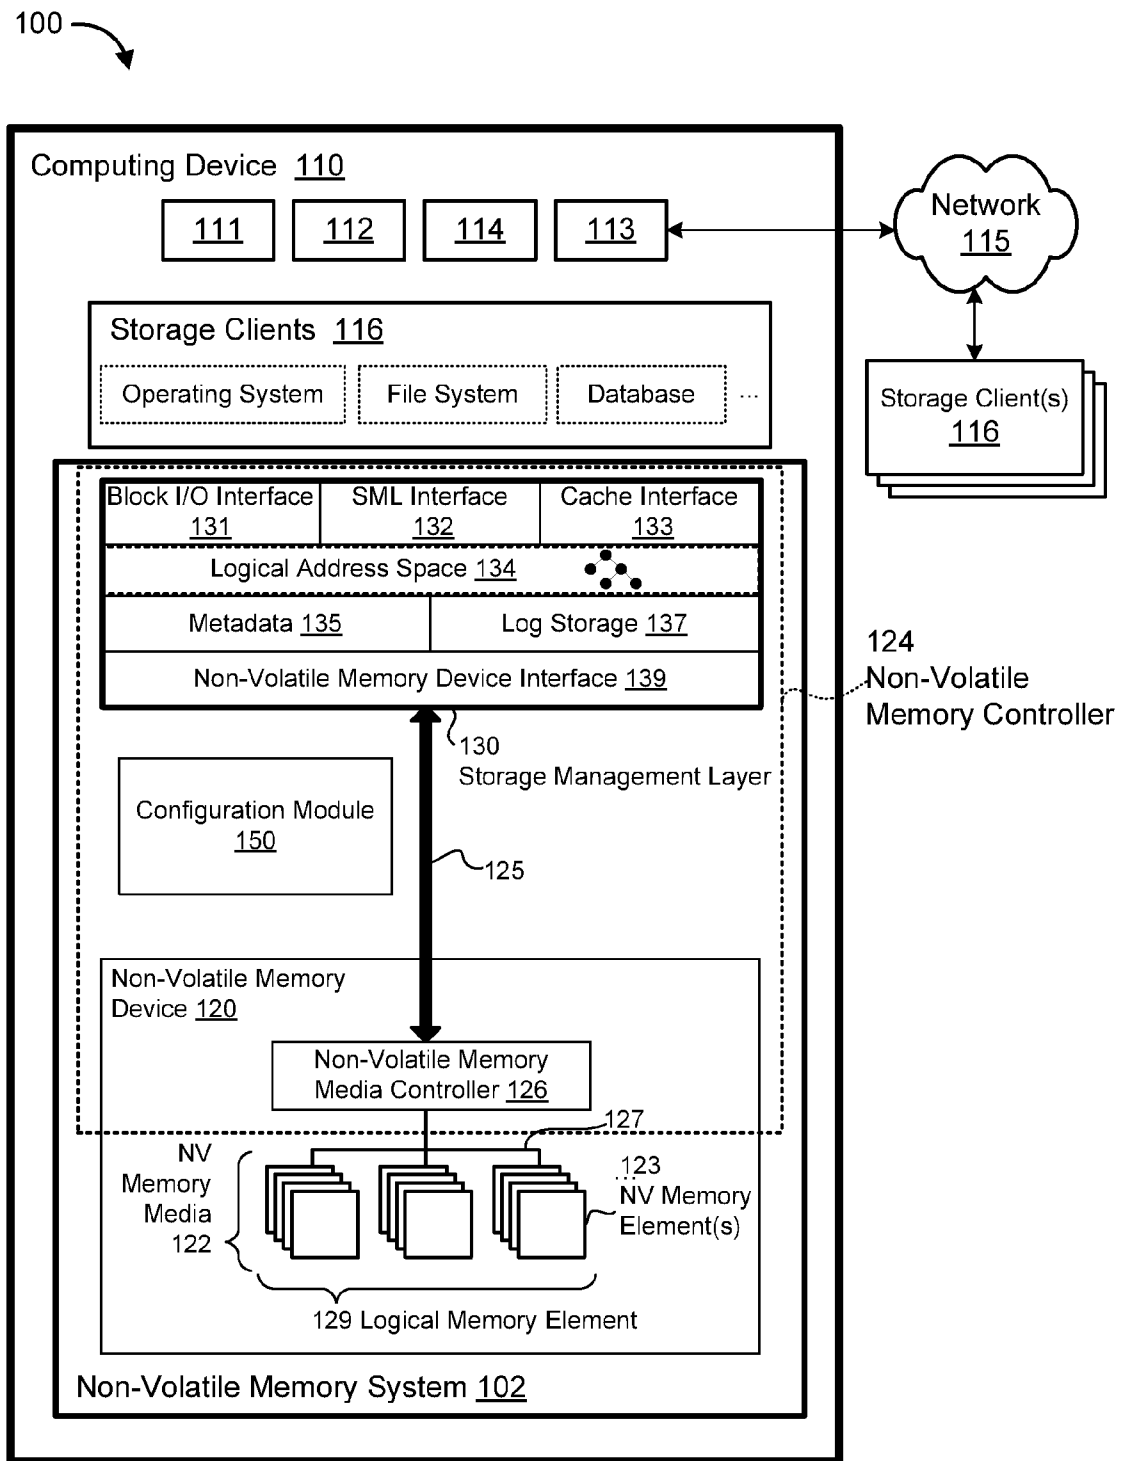 100
Computing Device 110
111 112 114 113
Network
115
Storage Clients 116
Operating System File System Database ...
Storage Client(s)
116
Block I/O Interface
131
SML Interface
132
Cache Interface
133
Logical Address Space 134
Metadata 135
Log Storage 137
Non-Volatile Memory Device Interface 139
124
Non-Volatile
Memory Controller
130
Storage Management Layer
Configuration Module
150
125
Non-Volatile Memory
Device 120
Non-Volatile Memory
Media Controller 126
127
NV
Memory
Media
122
...
123
NV Memory
Element(s)
129 Logical Memory Element
Non-Volatile Memory System 102